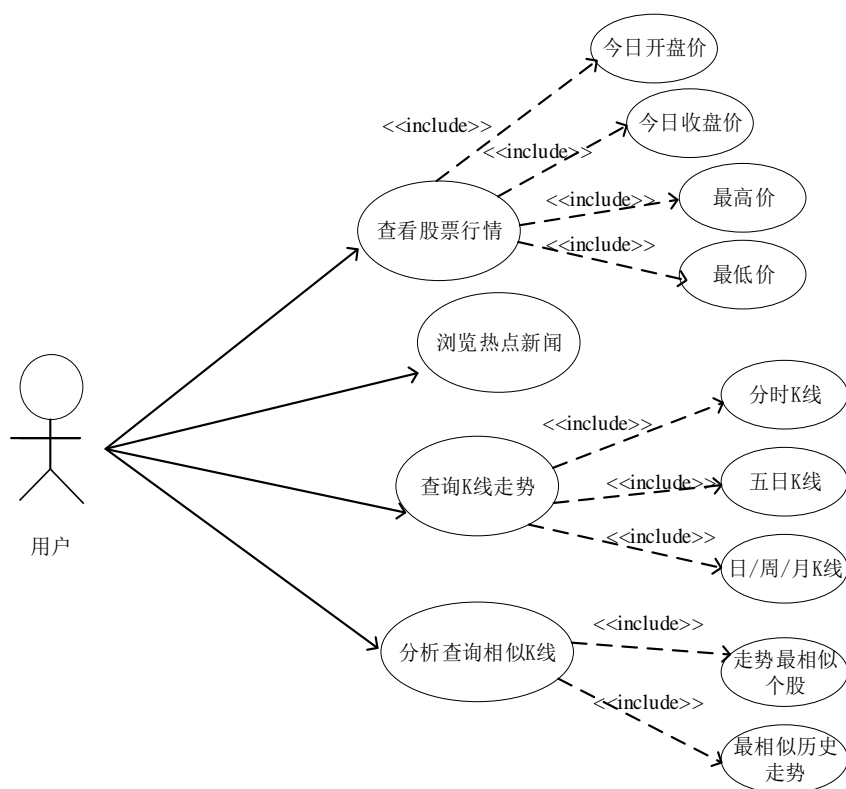 今日开盘价
<<include>>
今日收盘价
<<include>>
最高价
<<include>>
查看股票行情
<<include>>
最低价
浏览热点新闻
分时K线
<<include>>
查询K线走势
<<include>>
五日K线
<<include>>
用户
日/周/月K线
<<include>>
分析查询相似K线
走势最相似
个股
<<include>>
最相似历史
走势